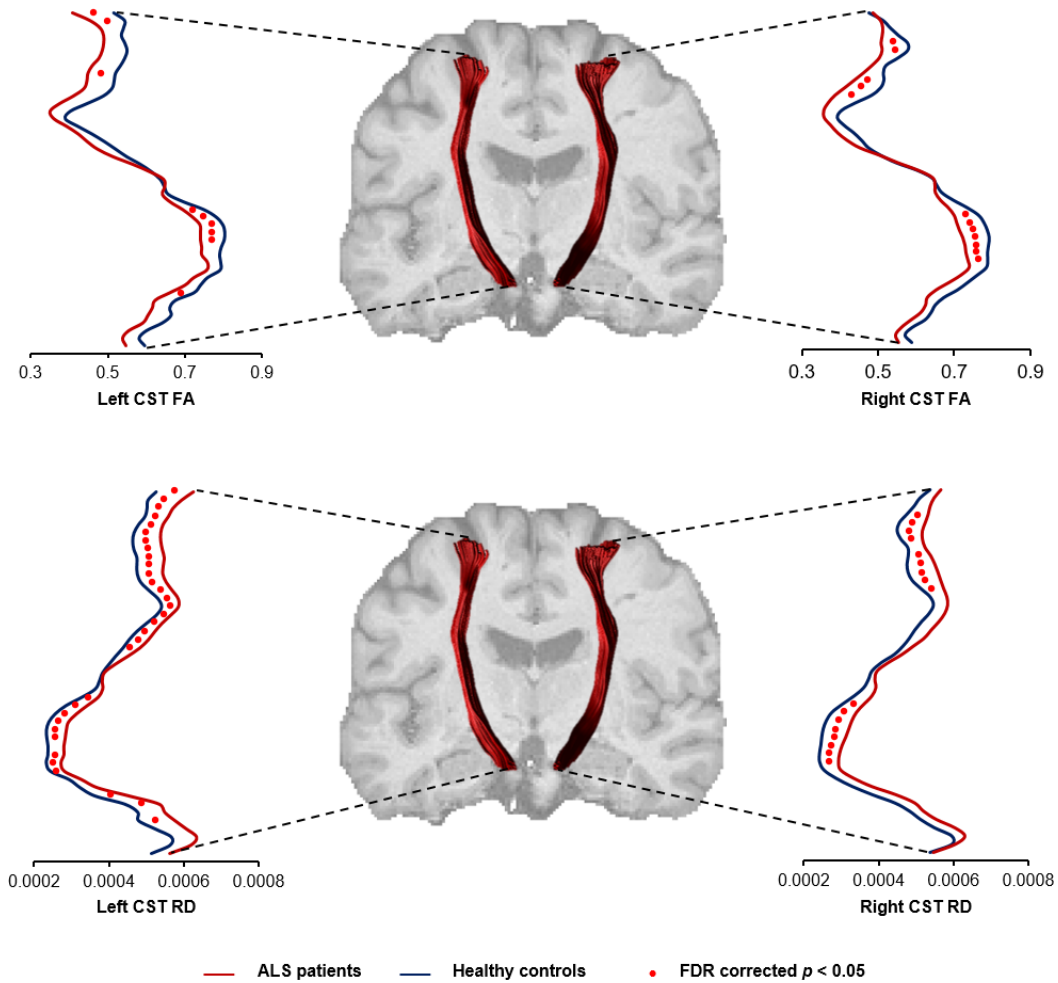 0.3 0.5 0.7 0.9
Left CST FA
0.3 0.5 0.7 0.9
Right CST FA
0.0002 0.0004 0.0006 0.0008
Left CST RD
0.0002 0.0004 0.0006 0.0008
Right CST RD
ALS patients Healthy controls FDR corrected p < 0.05